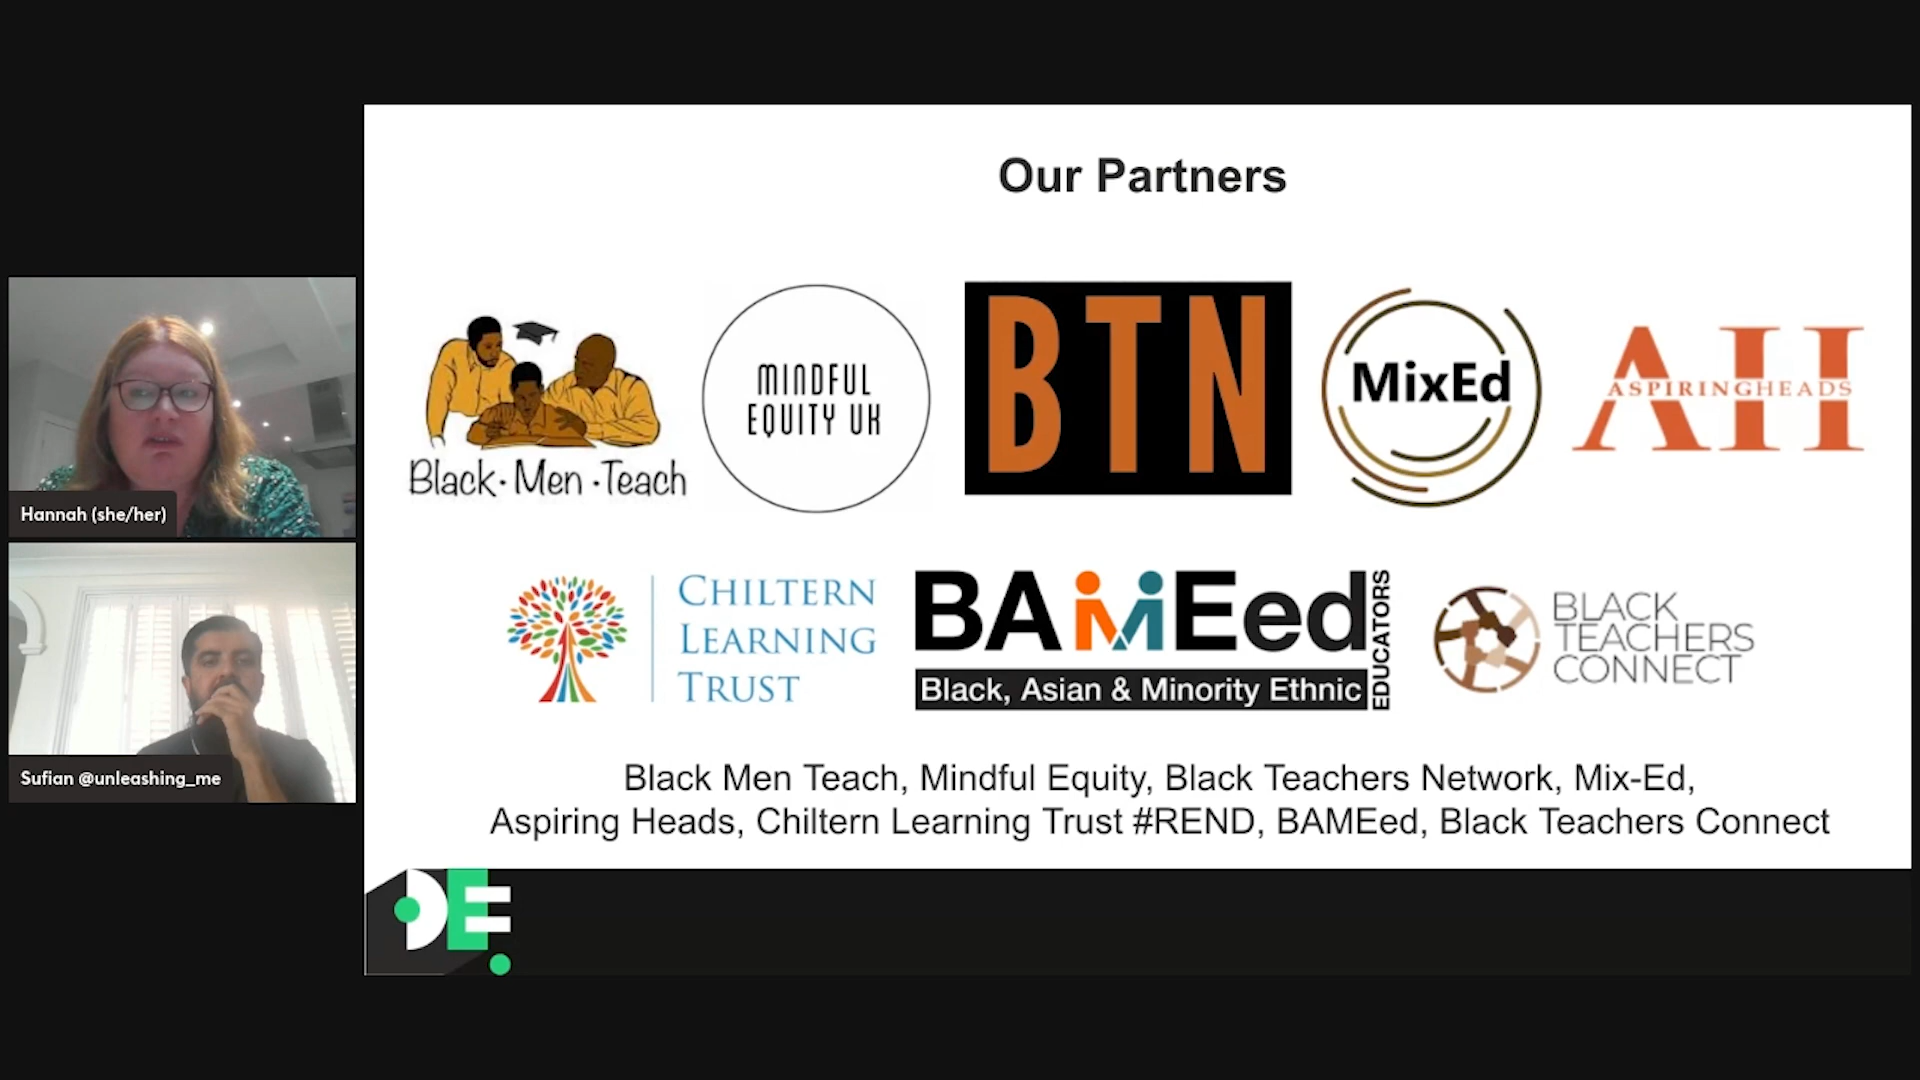 Our Partners
Black·Men·Teach
MINDFUL
EQUITY UK
BTN
MixEd
AH
ASPIRINGHEADS
Hannah (she/her)
Sufian @unleashing_me
CHILTERN
LEARNING
TRUST
BAMEed
Black, Asian & Minority Ethnic
EDUCATORS
BLACK
TEACHERS
CONNECT
Black Men Teach, Mindful Equity, Black Teachers Network, Mix-Ed,
Aspiring Heads, Chiltern Learning Trust #REND, BAMEed, Black Teachers Connect
DE